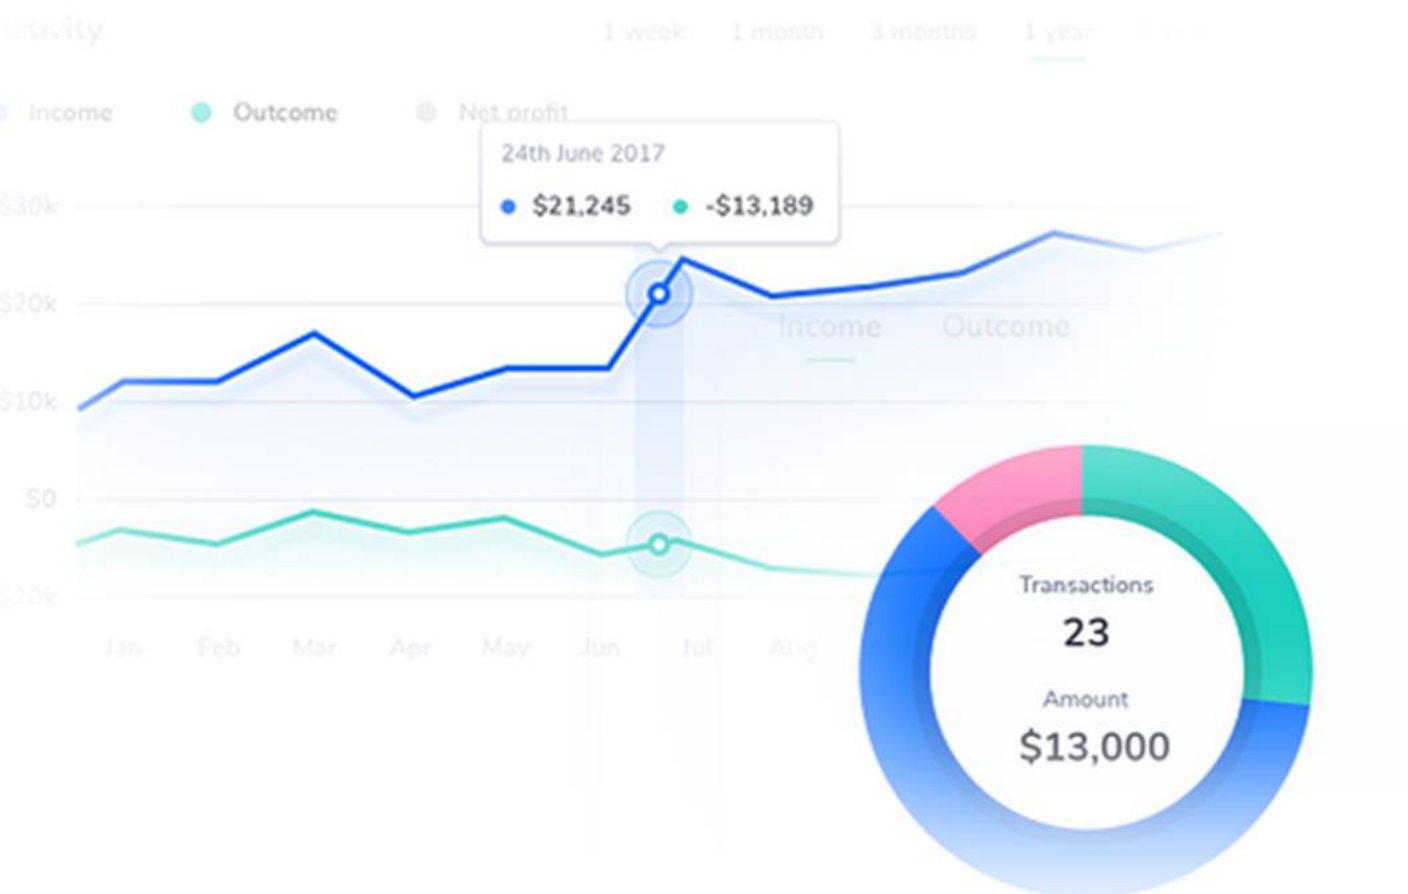 Activity
1 week 1 month 3 months 1 year
Income Outcome Net profit
24th June 2017
$21,245 -$13,189
$30k
$20k
Income Outcome
$10k
$0
-$20k
Jan Feb Mar Apr May Jun Jul Aug
Transactions
23
Amount
$13,000